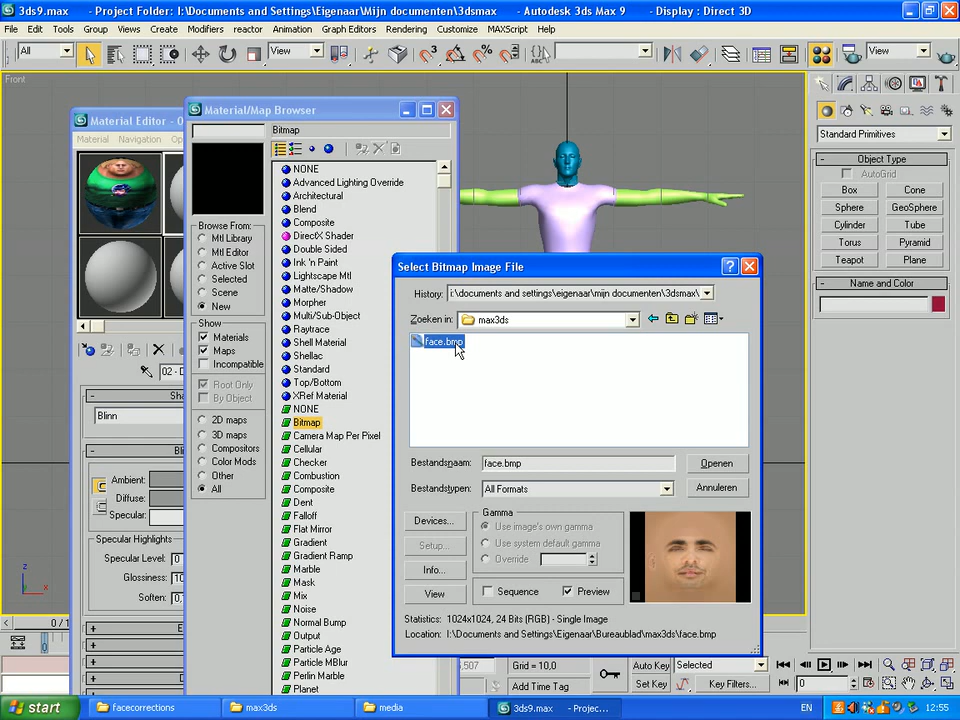 3ds9.max - Project Folder: I:\Documents and Settings\Eigenaar\Mijn documenten\3dsmax - Autodesk 3ds Max 9 - Display : Direct 3D
File Edit Tools Group Views Create Modifiers reactor Animation Graph Editors Rendering Customize MAXScript Help
All View View
Front
Material Editor - 0
Material Navigation
Material/Map Browser
Bitmap
NONE
Advanced Lighting Override
Architectural
Blend
Composite
DirectX Shader
Double Sided
Ink 'n Paint
Lightscape Mtl
Matte/Shadow
Morpher
Multi/Sub-Object
Raytrace
Shell Material
Shellac
Standard
Top/Bottom
XRef Material
NONE
Bitmap
Camera Map Per Pixel
Cellular
Checker
Combustion
Composite
Dent
Falloff
Flat Mirror
Gradient
Gradient Ramp
Marble
Mask
Mix
Noise
Normal Bump
Output
Particle Age
Particle MBlur
Perlin Marble
Planet
Browse From:
Mtl Library
Mtl Editor
Active Slot
Selected
Scene
New
Show
Materials
Maps
Incompatible
Root Only
By Object
2D maps
3D maps
Compositors
Color Mods
Other
All
02 - D
Sha
Blinn
Bli
Ambient:
Diffuse:
Specular:
Specular Highlights
Specular Level: 0
Glossiness: 10
Soften: 0,
Select Bitmap Image File
History: i:\documents and settings\eigenaar\mijn documenten\3dsmax\
Zoeken in: max3ds
face.bmp
Bestandsnaam: face.bmp Openen
Bestandstypen: All Formats Annuleren
Devices...
Setup...
Info...
View
Gamma
Use image's own gamma
Use system default gamma
Override
Sequence Preview
Statistics: 1024x1024, 24 Bits (RGB) - Single Image
Location: I:\Documents and Settings\Eigenaar\Bureaublad\max3ds\face.bmp
Standard Primitives
Object Type
AutoGrid
Box Cone
Sphere GeoSphere
Cylinder Tube
Torus Pyramid
Teapot Plane
Name and Color
z
x
0 / 1
0
,507 Grid = 10,0 Auto Key Selected
Add Time Tag Set Key Key Filters... 0
start facecorrections max3ds media 3ds9.max - Projec... EN 12:55